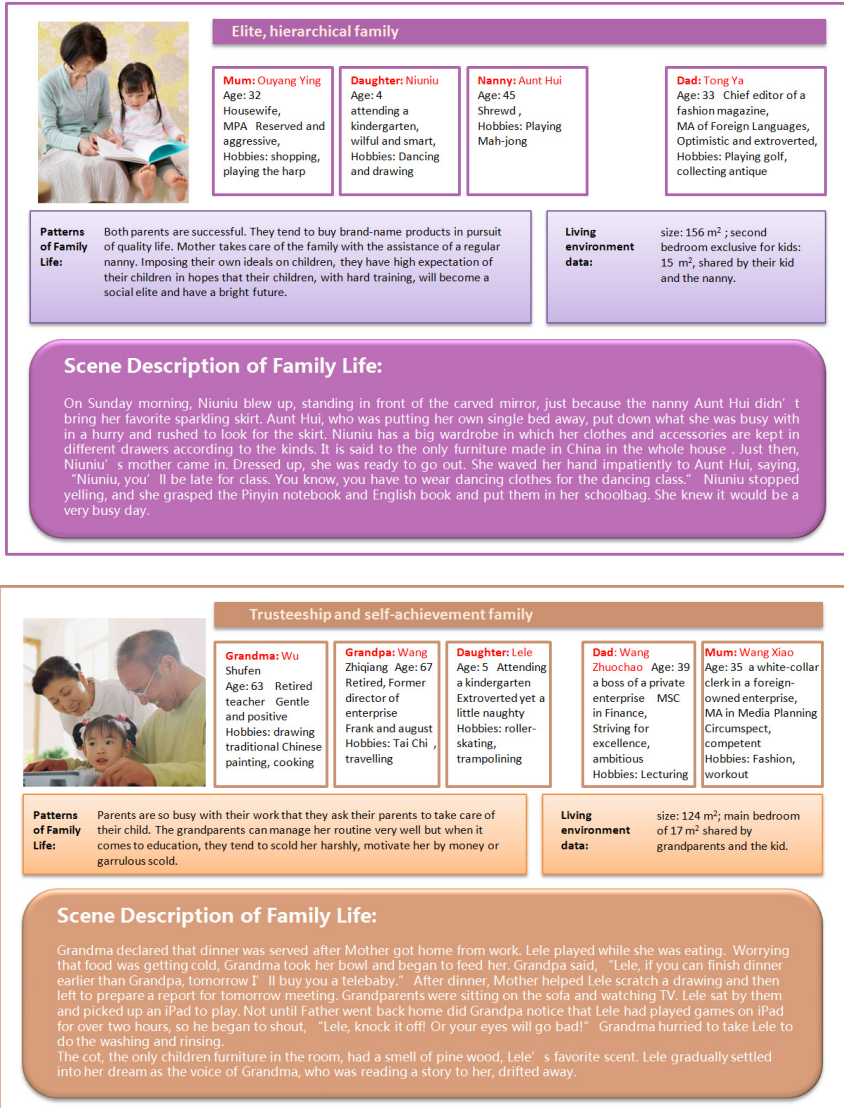 Elite, hierarchical family
Mum: Ouyang Ying
Age: 32
Housewife,
MPA Reserved and
aggressive,
Hobbies: shopping,
playing the harp
Daughter: Niuniu
Age: 4
attending a
kindergarten,
wilful and smart,
Hobbies: Dancing
and drawing
Nanny: Aunt Hui
Age: 45
Shrewd ,
Hobbies: Playing
Mah-jong
Dad: Tong Ya
Age: 33 Chief editor of a
fashion magazine,
MA of Foreign Languages,
Optimistic and extroverted,
Hobbies: Playing golf,
collecting antique
Patterns
of Family
Life:
Both parents are successful. They tend to buy brand-name products in pursuit
of quality life. Mother takes care of the family with the assistance of a regular
nanny. Imposing their own ideals on children, they have high expectation of
their children in hopes that their children, with hard training, will become a
social elite and have a bright future.
Living
environment
data:
size: 156 m² ; second
bedroom exclusive for kids:
15 m², shared by their kid
and the nanny.
Scene Description of Family Life:
On Sunday morning, Niuniu blew up, standing in front of the carved mirror, just because the nanny Aunt Hui didn’ t
bring her favorite sparkling skirt. Aunt Hui, who was putting her own single bed away, put down what she was busy with
in a hurry and rushed to look for the skirt. Niuniu has a big wardrobe in which her clothes and accessories are kept in
different drawers according to the kinds. It is said to the only furniture made in China in the whole house . Just then,
Niuniu’ s mother came in. Dressed up, she was ready to go out. She waved her hand impatiently to Aunt Hui, saying,
“Niuniu, you’ ll be late for class. You know, you have to wear dancing clothes for the dancing class.” Niuniu stopped
yelling, and she grasped the Pinyin notebook and English book and put them in her schoolbag. She knew it would be a
very busy day.
Trusteeship and self-achievement family
Grandma: Wu
Shufen
Age: 63 Retired
teacher Gentle
and positive
Hobbies: drawing
traditional Chinese
painting, cooking
Grandpa: Wang
Zhiqiang Age: 67
Retired, Former
director of
enterprise
Frank and august
Hobbies: Tai Chi ,
travelling
Daughter: Lele
Age: 5 Attending
a kindergarten
Extroverted yet a
little naughty
Hobbies: roller-
skating,
trampolining
Dad: Wang
Zhuochao Age: 39
a boss of a private
enterprise MSC
in Finance,
Striving for
excellence,
ambitious
Hobbies: Lecturing
Mum: Wang Xiao
Age: 35 a white-collar
clerk in a foreign-
owned enterprise,
MA in Media Planning
Circumspect,
competent
Hobbies: Fashion,
workout
Patterns
of Family
Life:
Parents are so busy with their work that they ask their parents to take care of
their child. The grandparents can manage her routine very well but when it
comes to education, they tend to scold her harshly, motivate her by money or
garrulous scold.
Living
environment
data:
size: 124 m²; main bedroom
of 17 m² shared by
grandparents and the kid.
Scene Description of Family Life:
Grandma declared that dinner was served after Mother got home from work. Lele played while she was eating. Worrying
that food was getting cold, Grandma took her bowl and began to feed her. Grandpa said, “Lele, if you can finish dinner
earlier than Grandpa, tomorrow I’ ll buy you a telebaby.” After dinner, Mother helped Lele scratch a drawing and then
left to prepare a report for tomorrow meeting. Grandparents were sitting on the sofa and watching TV. Lele sat by them
and picked up an iPad to play. Not until Father went back home did Grandpa notice that Lele had played games on iPad
for over two hours, so he began to shout, “Lele, knock it off! Or your eyes will go bad!” Grandma hurried to take Lele to
do the washing and rinsing.
The cot, the only children furniture in the room, had a smell of pine wood, Lele’ s favorite scent. Lele gradually settled
into her dream as the voice of Grandma, who was reading a story to her, drifted away.